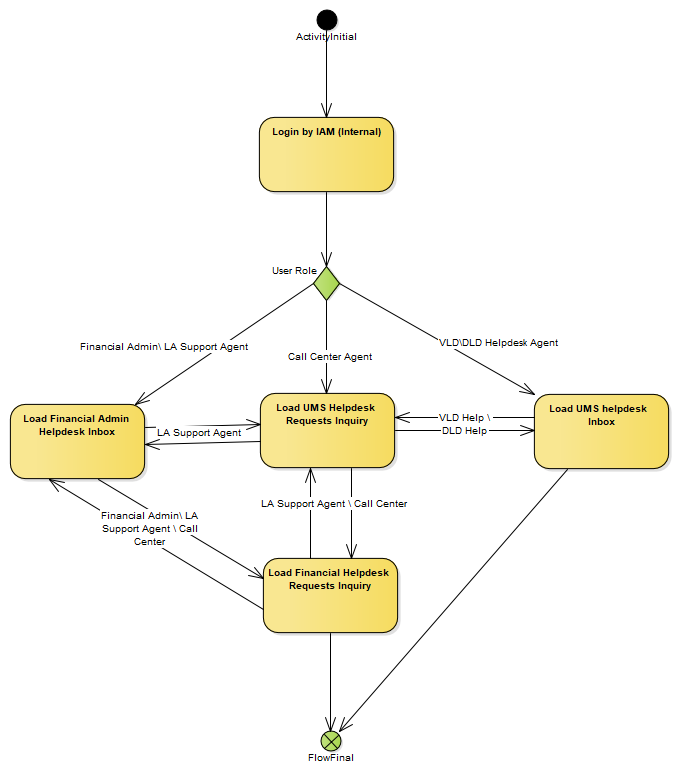 ActivityInitial
Login by IAM (Internal)
User Role
Financial Admin\ LA Support Agent
Call Center Agent
VLD\DLD Helpdesk Agent
Load Financial Admin
Helpdesk Inbox
Load UMS Helpdesk
Requests Inquiry
Load UMS helpdesk
Inbox
LA Support Agent
VLD Help \
DLD Help
Financial Admin\ LA
Support Agent \ Call
Center
LA Support Agent \ Call Center
Load Financial Helpdesk
Requests Inquiry
FlowFinal